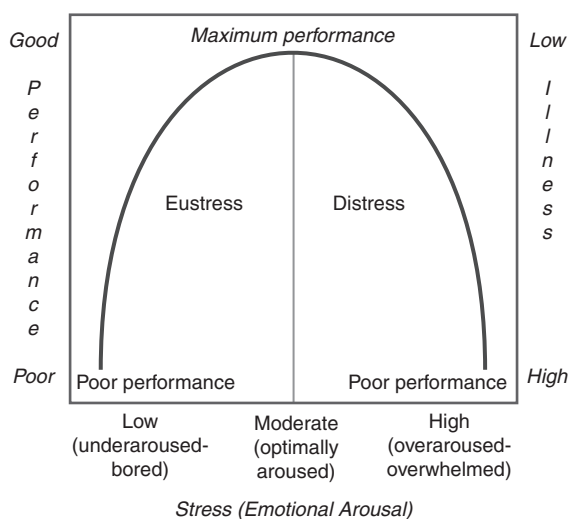 Good
Maximum performance
Low
Performance
Illness
Eustress
Distress
Poor
Poor performance
Poor performance
High
Low
(underaroused-
bored)
Moderate
(optimally
aroused)
High
(overaroused-
overwhelmed)
Stress (Emotional Arousal)